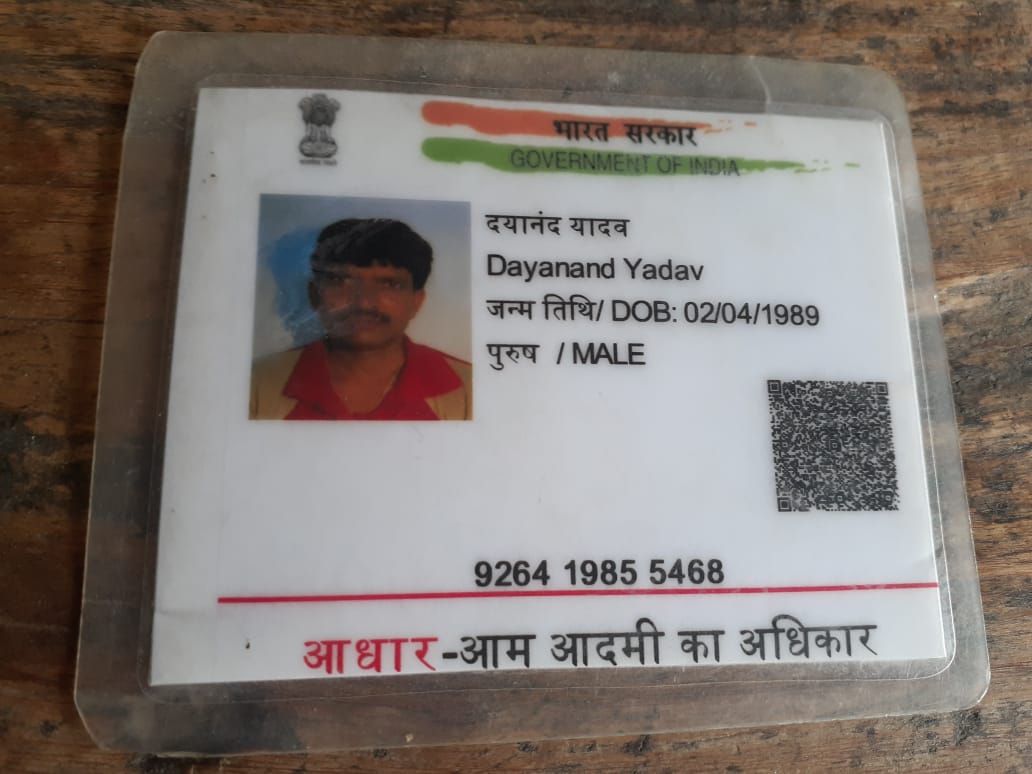 भारत सरकार
GOVERNMENT OF INDIA
दयानंद यादव
Dayanand Yadav
जन्म तिथि/ DOB: 02/04/1989
पुरुष / MALE
9264 1985 5468
आधार-आम आदमी का अधिकार